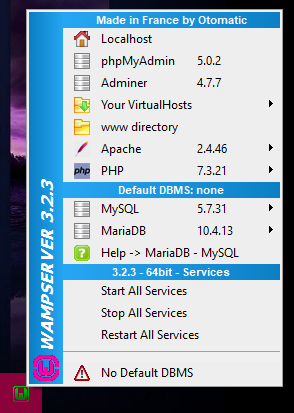 Made in France by Otomatic
Localhost
phpMyAdmin 5.0.2
Adminer 4.7.7
Your VirtualHosts
www directory
Apache 2.4.46
php PHP 7.3.21
Default DBMS: none
MySQL 5.7.31
MariaDB 10.4.13
? Help -> MariaDB - MySQL
3.2.3 - 64bit - Services
Start All Services
Stop All Services
Restart All Services
No Default DBMS
WAMPSERVER 3.2.3